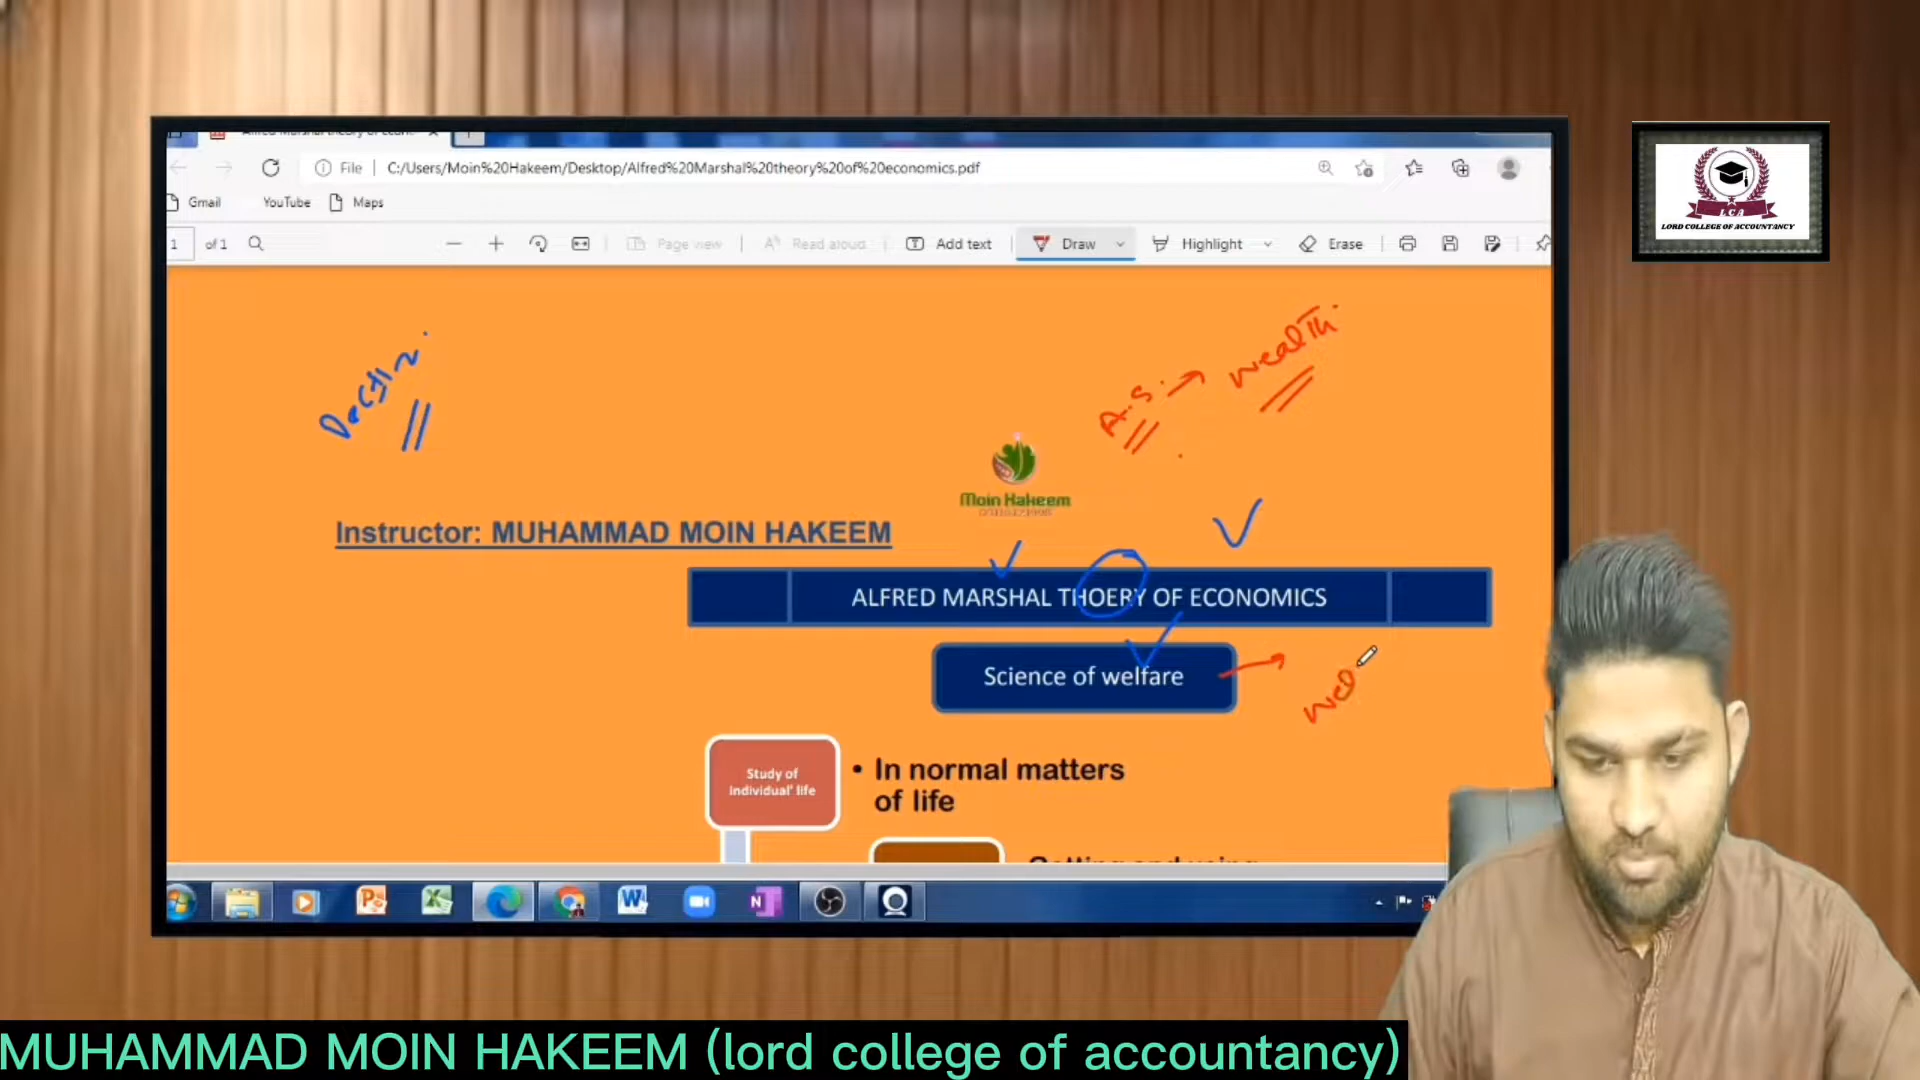 File | C:/Users/Moin%20Hakeem/Desktop/Alfred%20Marshal%20theory%20of%20economics.pdf
Gmail YouTube Maps
1 of 1 Page view Read aloud Add text Draw Highlight Erase
LCA
LORD COLLEGE OF ACCOUNTANCY
A.S. → wealth
Moin Hakeem
Instructor: MUHAMMAD MOIN HAKEEM
ALFRED MARSHAL THOERY OF ECONOMICS
Science of welfare
Study of
individual' life
• In normal matters
of life
MUHAMMAD MOIN HAKEEM (lord college of accountancy)